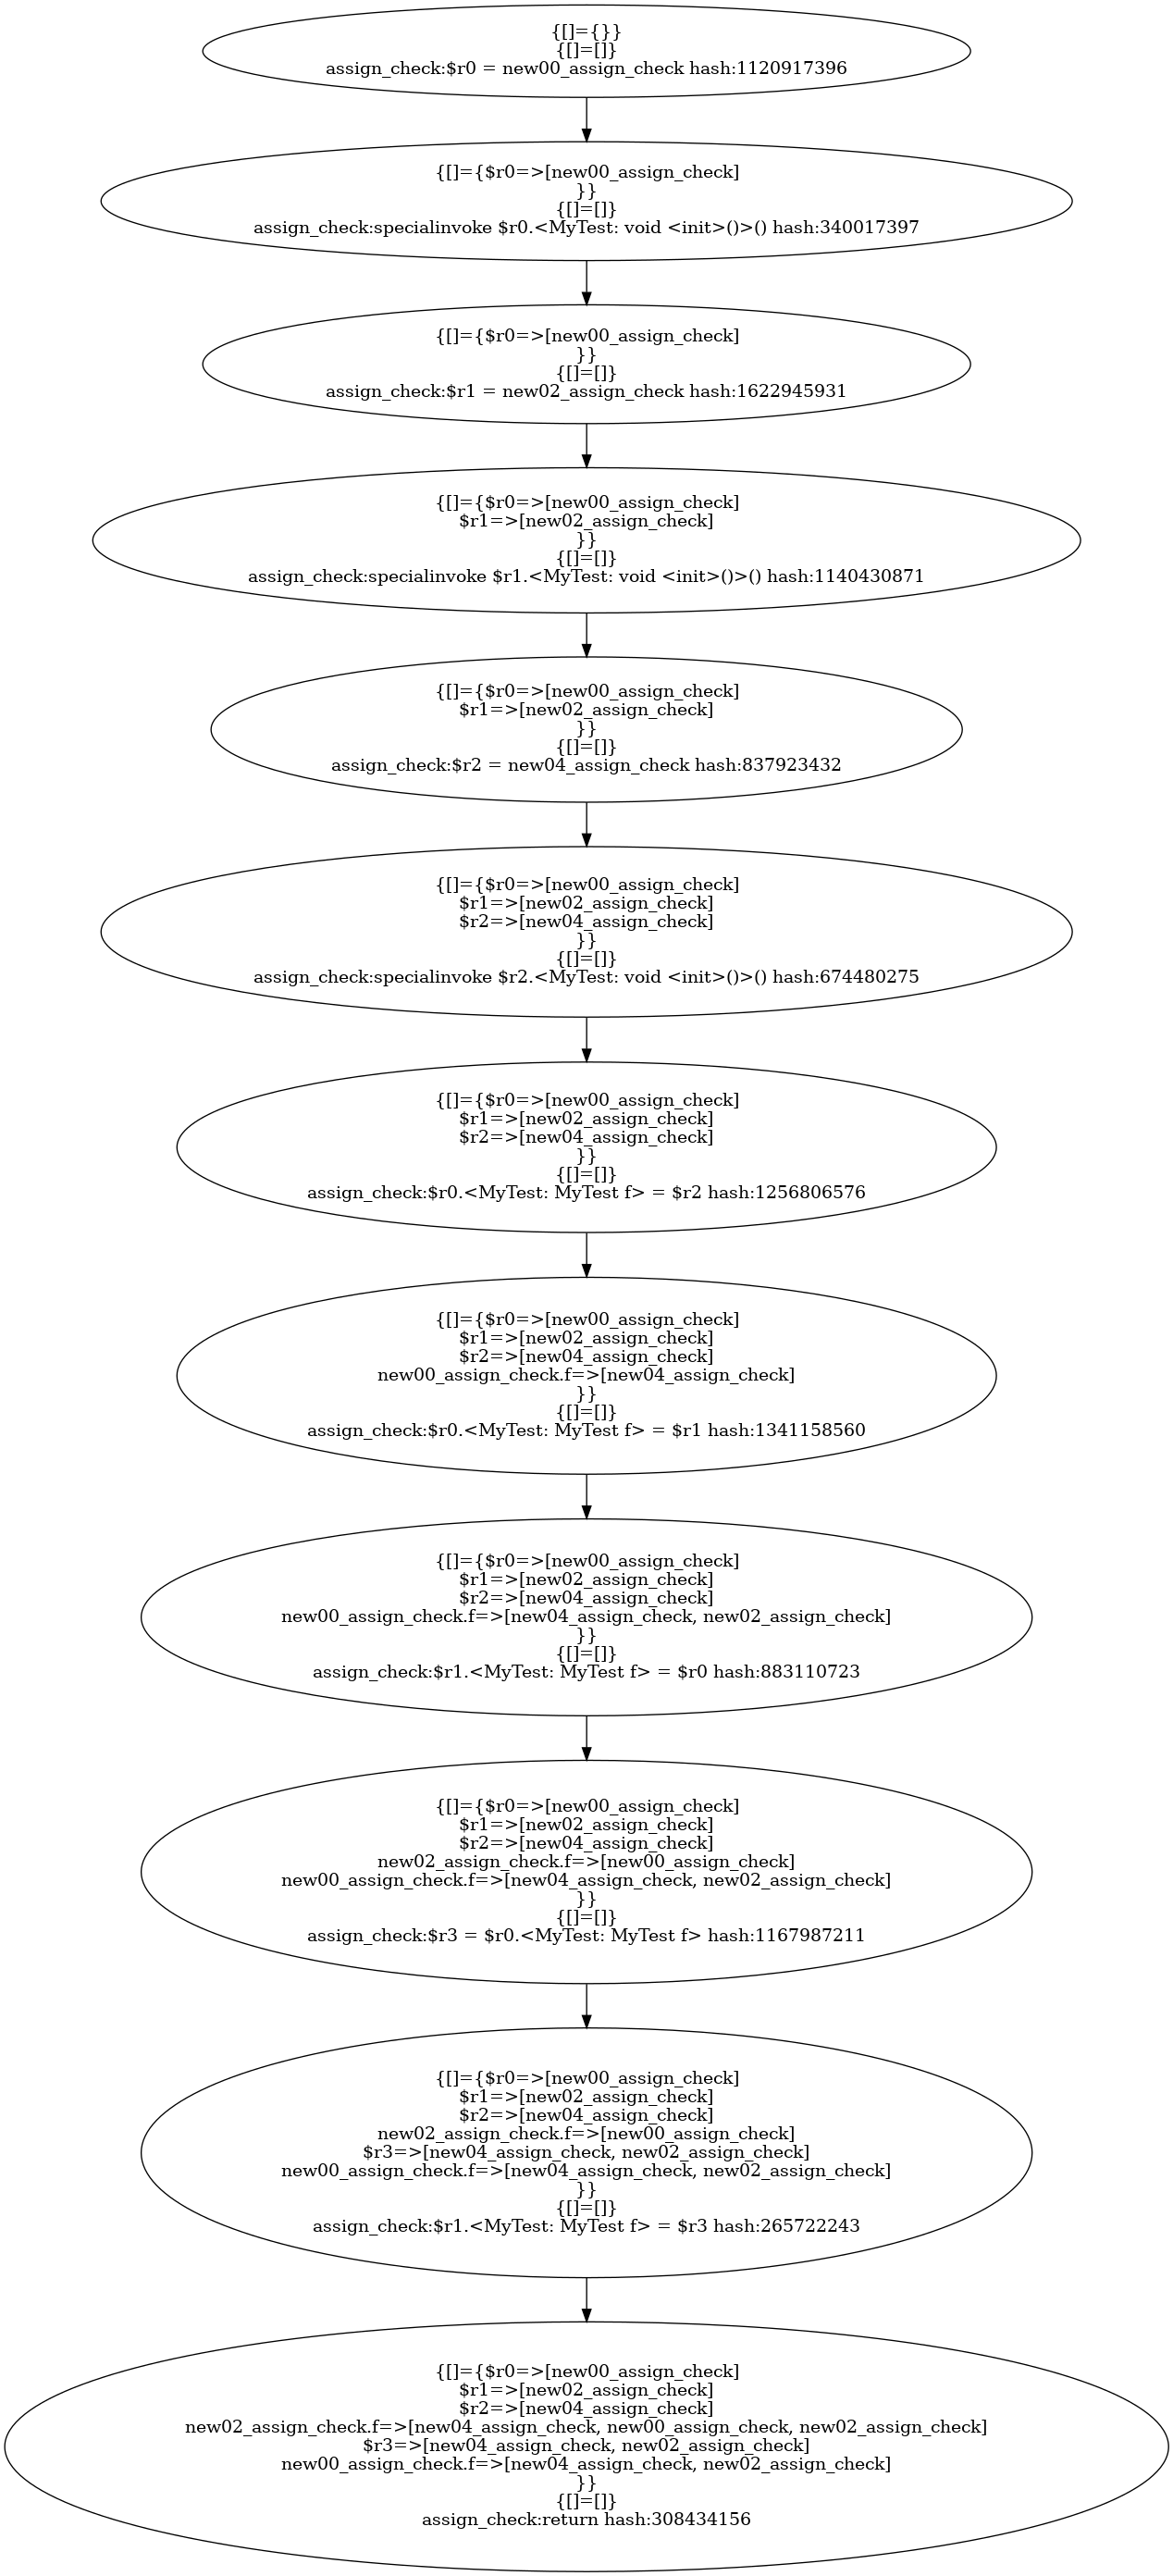 {[]={}}
{[]=[]}
assign_check:$r0 = new00_assign_check hash:1120917396
{[]={$r0=>[new00_assign_check]
}}
{[]=[]}
assign_check:specialinvoke $r0.<MyTest: void <init>()>() hash:340017397
{[]={$r0=>[new00_assign_check]
}}
{[]=[]}
assign_check:$r1 = new02_assign_check hash:1622945931
{[]={$r0=>[new00_assign_check]
$r1=>[new02_assign_check]
}}
{[]=[]}
assign_check:specialinvoke $r1.<MyTest: void <init>()>() hash:1140430871
{[]={$r0=>[new00_assign_check]
$r1=>[new02_assign_check]
}}
{[]=[]}
assign_check:$r2 = new04_assign_check hash:837923432
{[]={$r0=>[new00_assign_check]
$r1=>[new02_assign_check]
$r2=>[new04_assign_check]
}}
{[]=[]}
assign_check:specialinvoke $r2.<MyTest: void <init>()>() hash:674480275
{[]={$r0=>[new00_assign_check]
$r1=>[new02_assign_check]
$r2=>[new04_assign_check]
}}
{[]=[]}
assign_check:$r0.<MyTest: MyTest f> = $r2 hash:1256806576
{[]={$r0=>[new00_assign_check]
$r1=>[new02_assign_check]
$r2=>[new04_assign_check]
new00_assign_check.f=>[new04_assign_check]
}}
{[]=[]}
assign_check:$r0.<MyTest: MyTest f> = $r1 hash:1341158560
{[]={$r0=>[new00_assign_check]
$r1=>[new02_assign_check]
$r2=>[new04_assign_check]
new00_assign_check.f=>[new04_assign_check, new02_assign_check]
}}
{[]=[]}
assign_check:$r1.<MyTest: MyTest f> = $r0 hash:883110723
{[]={$r0=>[new00_assign_check]
$r1=>[new02_assign_check]
$r2=>[new04_assign_check]
new02_assign_check.f=>[new00_assign_check]
new00_assign_check.f=>[new04_assign_check, new02_assign_check]
}}
{[]=[]}
assign_check:$r3 = $r0.<MyTest: MyTest f> hash:1167987211
{[]={$r0=>[new00_assign_check]
$r1=>[new02_assign_check]
$r2=>[new04_assign_check]
new02_assign_check.f=>[new00_assign_check]
$r3=>[new04_assign_check, new02_assign_check]
new00_assign_check.f=>[new04_assign_check, new02_assign_check]
}}
{[]=[]}
assign_check:$r1.<MyTest: MyTest f> = $r3 hash:265722243
{[]={$r0=>[new00_assign_check]
$r1=>[new02_assign_check]
$r2=>[new04_assign_check]
new02_assign_check.f=>[new04_assign_check, new00_assign_check, new02_assign_check]
$r3=>[new04_assign_check, new02_assign_check]
new00_assign_check.f=>[new04_assign_check, new02_assign_check]
}}
{[]=[]}
assign_check:return hash:308434156